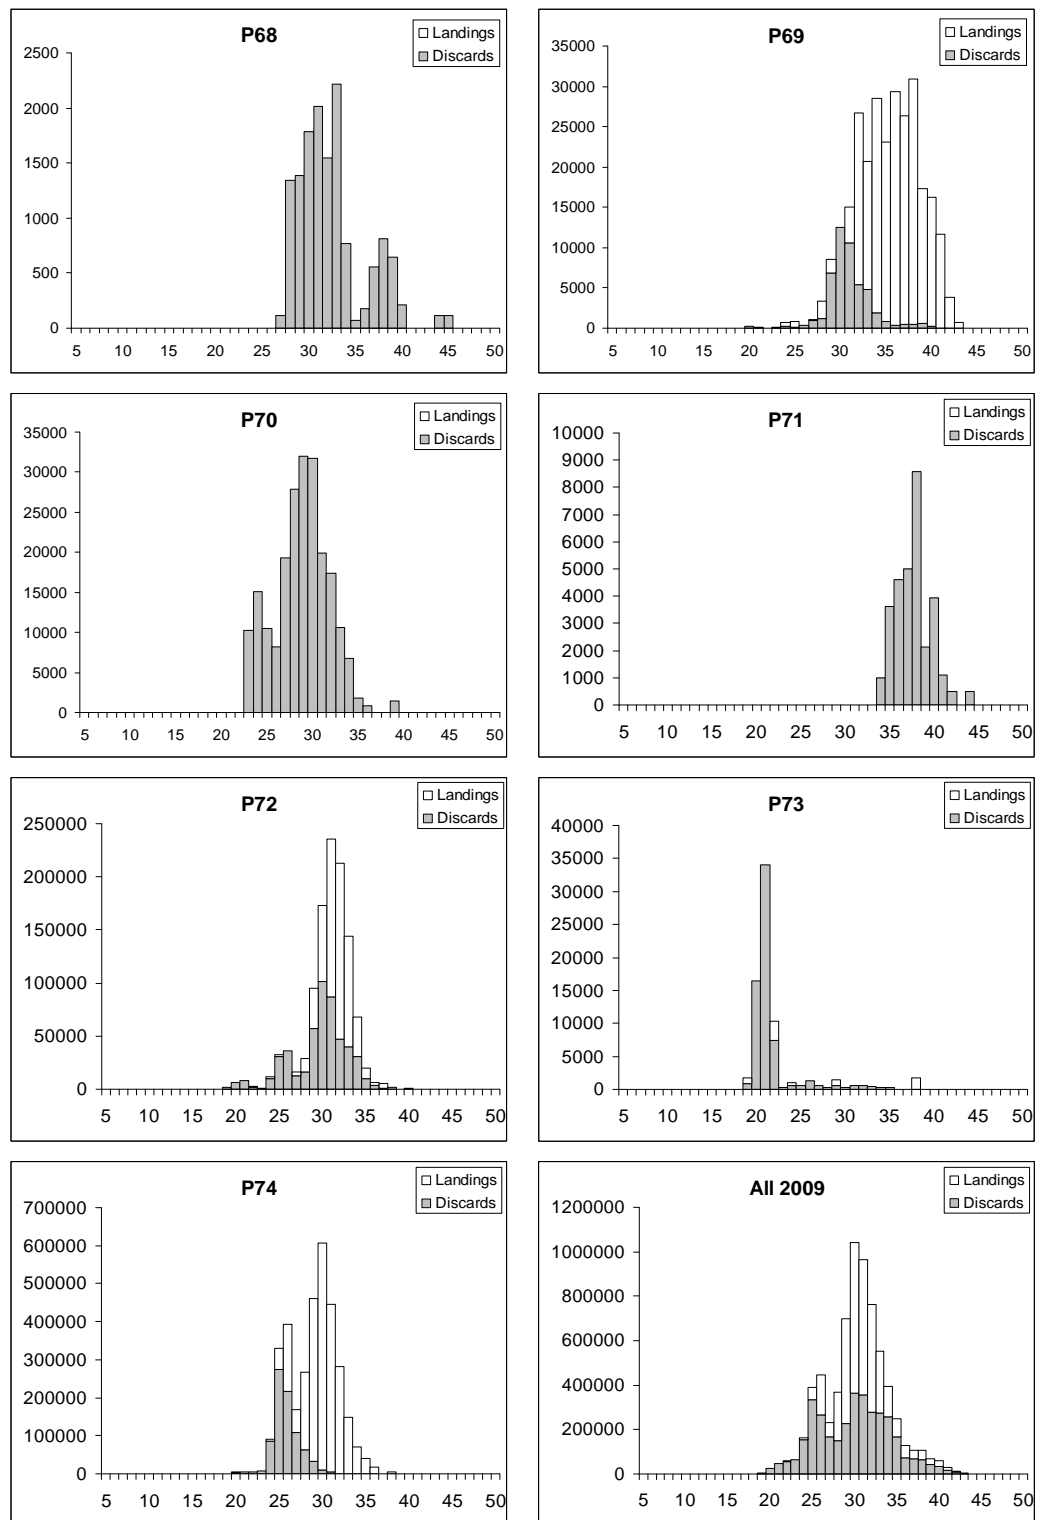 P68
Landings
Discards
2500
2000
1500
1000
500
0
5 10 15 20 25 30 35 40 45 50
P69
Landings
Discards
35000
30000
25000
20000
15000
10000
5000
0
5 10 15 20 25 30 35 40 45 50
P70
Landings
Discards
35000
30000
25000
20000
15000
10000
5000
0
5 10 15 20 25 30 35 40 45 50
P71
Landings
Discards
10000
9000
8000
7000
6000
5000
4000
3000
2000
1000
0
5 10 15 20 25 30 35 40 45 50
P72
Landings
Discards
250000
200000
150000
100000
50000
0
5 10 15 20 25 30 35 40 45 50
P73
Landings
Discards
40000
35000
30000
25000
20000
15000
10000
5000
0
5 10 15 20 25 30 35 40 45 50
P74
Landings
Discards
700000
600000
500000
400000
300000
200000
100000
0
5 10 15 20 25 30 35 40 45 50
All 2009
Landings
Discards
1200000
1000000
800000
600000
400000
200000
0
5 10 15 20 25 30 35 40 45 50